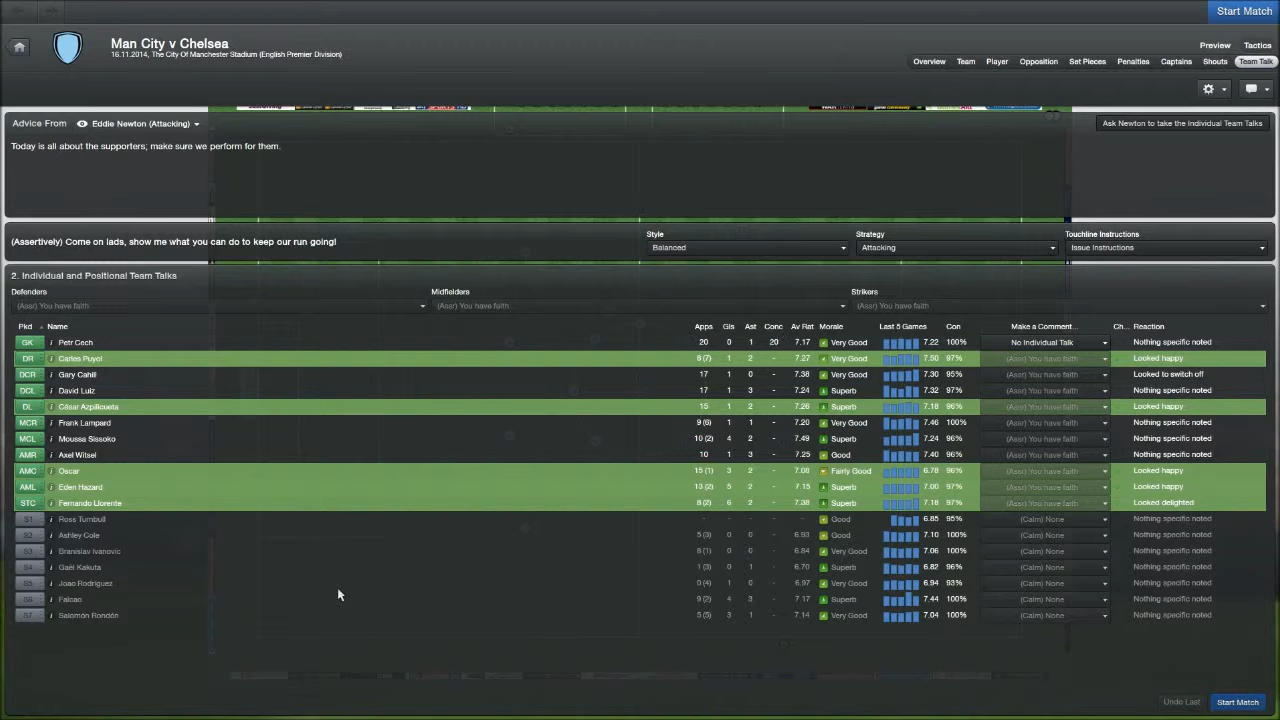 Start Match
Man City v Chelsea
16.11.2014, The City Of Manchester Stadium (English Premier Division)
Preview Tactics
Overview Team Player Opposition Set Pieces Penalties Captains Shouts Team Talk
Advice From Eddie Newton (Attacking) Ask Newton to take the Individual Team Talks
Today is all about the supporters; make sure we perform for them.
Style Strategy Touchline Instructions
(Assertively) Come on lads, show me what you can do to keep our run going! Balanced Attacking Issue Instructions
2. Individual and Positional Team Talks
Defenders Midfielders Strikers
(Assr) You have faith (Assr) You have faith (Assr) You have faith
Pkd Name Apps Gls Ast Conc Av Rat Morale Last 5 Games Con Make a Comment... Ch... Reaction
GK i Petr Cech 20 0 1 20 7.17 Very Good 7.22 100% No Individual Talk Nothing specific noted
DR i Carles Puyol 8 (7) 1 2 - 7.27 Very Good 7.50 97% (Assr) You have faith Looked happy
DCR i Gary Cahill 17 1 0 - 7.38 Very Good 7.30 95% (Assr) You have faith Looked to switch off
DCL i David Luiz 17 1 3 - 7.24 Superb 7.32 97% (Assr) You have faith Nothing specific noted
DL i César Azpilicueta 15 1 2 - 7.26 Superb 7.18 96% (Assr) You have faith Looked happy
MCR i Frank Lampard 9 (6) 1 1 - 7.20 Very Good 7.46 100% (Assr) You have faith Nothing specific noted
MCL i Moussa Sissoko 10 (2) 4 2 - 7.49 Superb 7.24 96% (Assr) You have faith Nothing specific noted
AMR i Axel Witsel 10 1 3 - 7.25 Good 7.40 96% (Assr) You have faith Nothing specific noted
AMC i Oscar 15 (1) 3 2 - 7.08 Fairly Good 6.78 96% (Assr) You have faith Looked happy
AML i Eden Hazard 13 (2) 5 2 - 7.15 Superb 7.00 97% (Assr) You have faith Looked happy
STC i Fernando Llorente 8 (2) 6 2 - 7.38 Superb 7.18 97% (Assr) You have faith Looked delighted
S1 i Ross Turnbull - - - - - Good 6.85 95% (Calm) None Nothing specific noted
S2 i Ashley Cole 5 (3) 0 0 - 6.93 Good 7.10 100% (Calm) None Nothing specific noted
S3 i Branislav Ivanovic 8 (1) 0 0 - 6.84 Very Good 7.06 100% (Calm) None Nothing specific noted
S4 i Gaël Kakuta 1 (3) 0 1 - 6.70 Superb 6.82 96% (Calm) None Nothing specific noted
S5 i Joao Rodriguez 0 (4) 1 0 - 6.97 Very Good 6.94 93% (Calm) None Nothing specific noted
S6 i Falcao 9 (2) 4 3 - 7.17 Superb 7.44 100% (Calm) None Nothing specific noted
S7 i Salomón Rondón 5 (5) 3 1 - 7.14 Very Good 7.04 100% (Calm) None Nothing specific noted
Undo Last Start Match